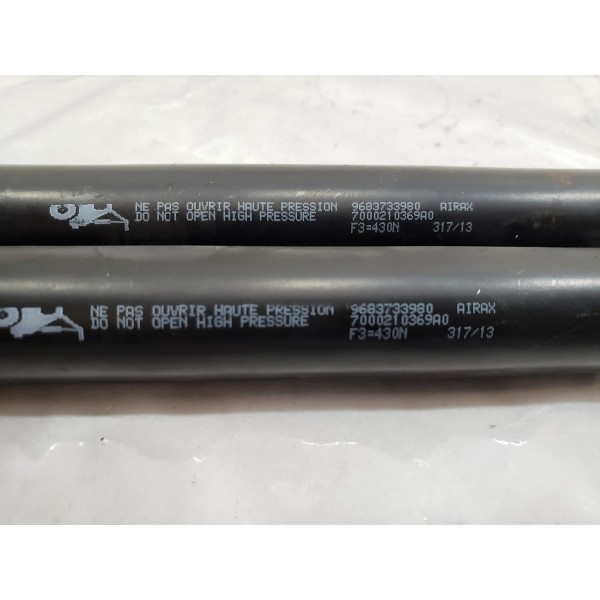 NE PAS OUVRIR HAUTE PRESSION 9683733980 AIRAX
DO NOT OPEN HIGH PRESSURE 7000210369A0
F3=430N 317/13
NE PAS OUVRIR HAUTE PRESSION 9683733980 AIRAX
DO NOT OPEN HIGH PRESSURE 7000210369A0
F3=430N 317/13